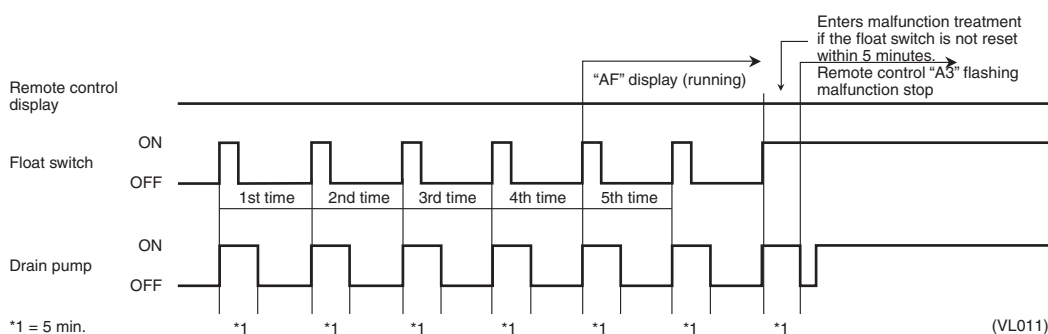 Enters malfunction treatment
if the float switch is not reset
within 5 minutes.
“AF” display (running)
Remote control “A3” flashing
malfunction stop
Remote control
display
ON
Float switch
OFF
1st time
2nd time
3rd time
4th time
5th time
ON
Drain pump
OFF
*1 = 5 min.
*1
*1
*1
*1
*1
*1
*1
(VL011)